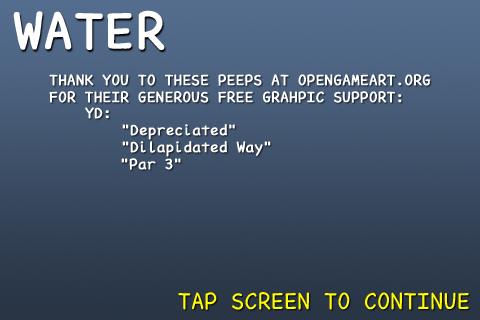 WATER
THANK YOU TO THESE PEEPS AT OPENGAMEART.ORG
FOR THEIR GENEROUS FREE GRAHPIC SUPPORT:
YD:
"Depreciated"
"Dilapidated Way"
"Par 3"
TAP SCREEN TO CONTINUE